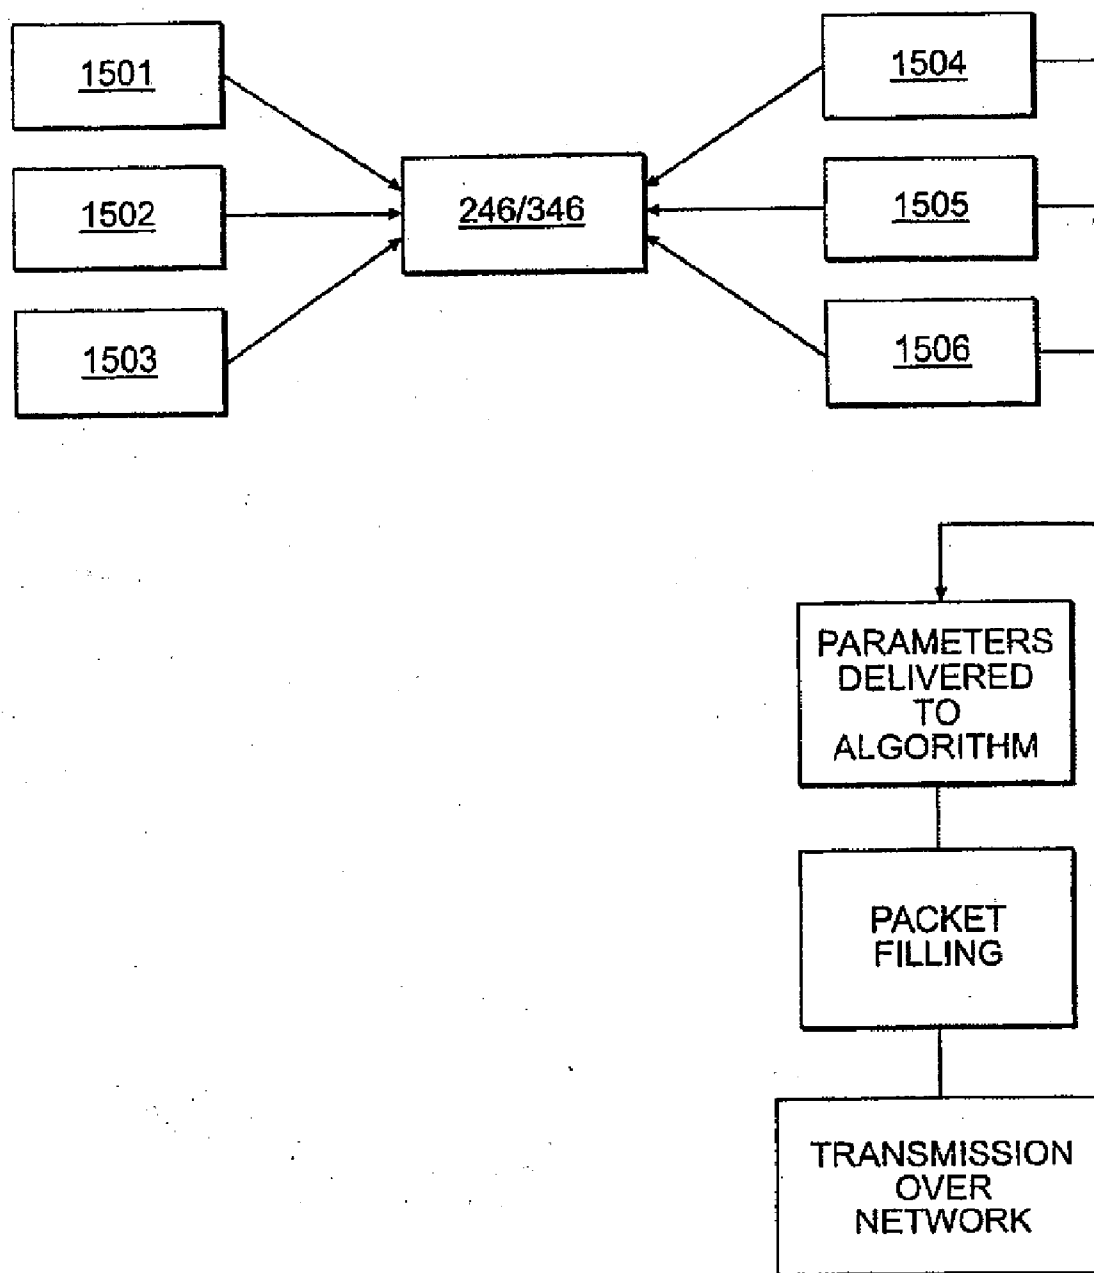 1501
1504
1502
246/346
1505
1503
1506
PARAMETERS
DELIVERED
TO
ALGORITHM
PACKET
FILLING
TRANSMISSION
OVER
NETWORK